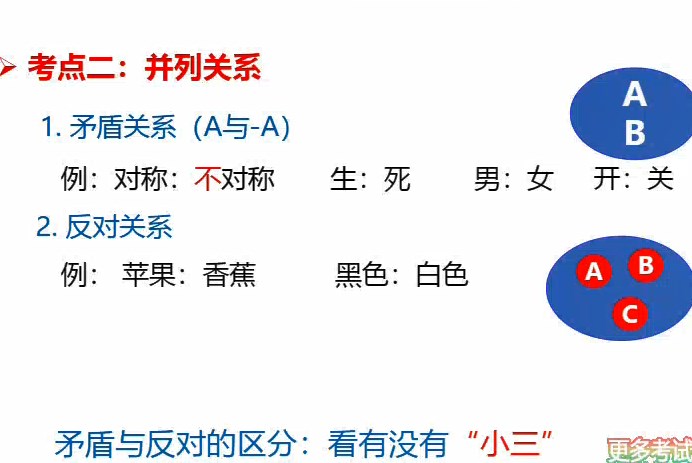 考点二：并列关系
A
B
1. 矛盾关系（A与-A）
例：对称：不对称 生：死 男：女 开：关
2. 反对关系
例： 苹果：香蕉 黑色：白色
A B
C
矛盾与反对的区分：看有没有“小三”
更多考试